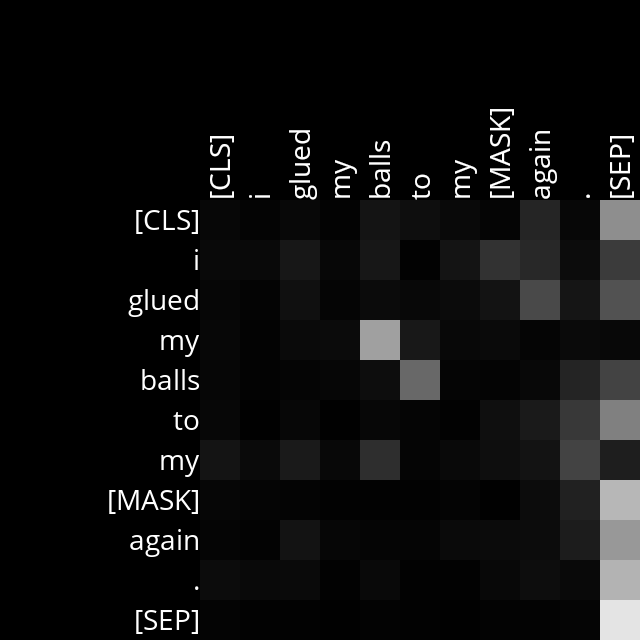 [CLS] i glued my balls to my [MASK] again . [SEP]
[CLS]
i
glued
my
balls
to
my
[MASK]
again
.
[SEP]